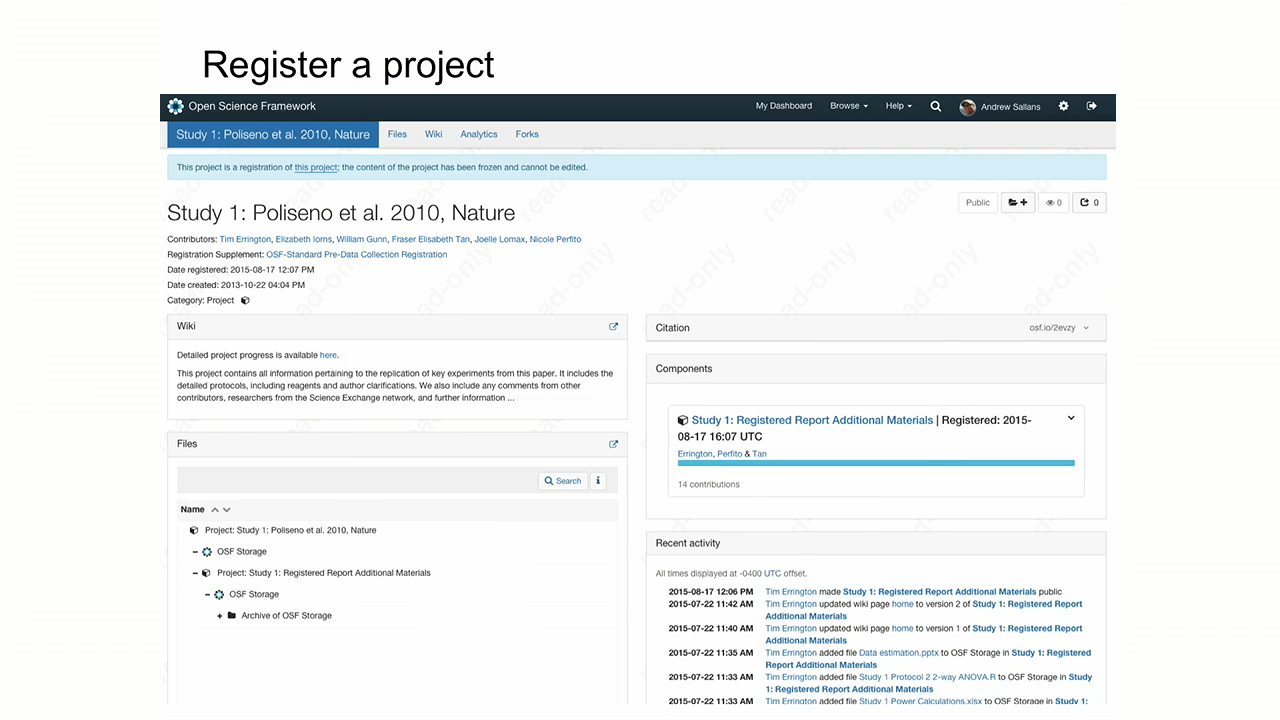 Register a project
Open Science Framework
My Dashboard
Browse
Help
Andrew Sallans
Study 1: Poliseno et al. 2010, Nature
Files
Wiki
Analytics
Forks
This project is a registration of this project; the content of the project has been frozen and cannot be edited.
Study 1: Poliseno et al. 2010, Nature
Public
0
0
Contributors: Tim Errington, Elizabeth Iorns, William Gunn, Fraser Elisabeth Tan, Joelle Lomax, Nicole Perfito
Registration Supplement: OSF-Standard Pre-Data Collection Registration
Date registered: 2015-08-17 12:07 PM
Date created: 2013-10-22 04:04 PM
Category: Project
Wiki
Detailed project progress is available here.
This project contains all information pertaining to the replication of key experiments from this paper. It includes the
detailed protocols, including reagents and author clarifications. We also include any comments from other
contributors, researchers from the Science Exchange network, and further information ...
Files
Search
Name
Project: Study 1: Poliseno et al. 2010, Nature
OSF Storage
Project: Study 1: Registered Report Additional Materials
OSF Storage
Archive of OSF Storage
Citation
osf.io/2evzy
Components
Study 1: Registered Report Additional Materials | Registered: 2015-
08-17 16:07 UTC
Errington, Perfito & Tan
14 contributions
Recent activity
All times displayed at -0400 UTC offset.
2015-08-17 12:06 PM Tim Errington made Study 1: Registered Report Additional Materials public
2015-07-22 11:42 AM Tim Errington updated wiki page home to version 2 of Study 1: Registered Report
Additional Materials
2015-07-22 11:40 AM Tim Errington updated wiki page home to version 1 of Study 1: Registered Report
Additional Materials
2015-07-22 11:35 AM Tim Errington added file Data estimation.pptx to OSF Storage in Study 1: Registered
Report Additional Materials
2015-07-22 11:33 AM Tim Errington added file Study 1 Protocol 2 2-way ANOVA.R to OSF Storage in Study
1: Registered Report Additional Materials
2015-07-22 11:33 AM Tim Errington added file Study 1 Power Calculations.xlsx to OSF Storage in Study 1:
read-only